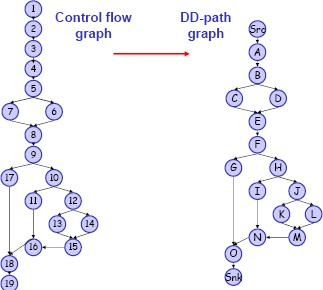 Control flow graph
DD-path graph
1
2
3
4
5
7 6
8
9
17 10
11 12
13 14
16 15
18
19
Src
A
B
C D
E
F
G H
I J
K L
N M
O
Snk